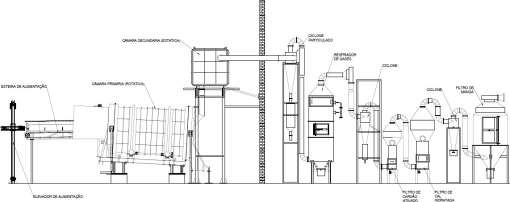 CÂMARA SECUNDÁRIA (ESTÁTICA)
CICLONE
PARTICULADO
RESFRIADOR
DE GASES
CICLONE
SISTEMA DE ALIMENTAÇÃO
CÂMARA PRIMÁRIA (ROTATIVA)
CICLONE
FILTRO DE
MANGA
ELEVADOR DE ALIMENTAÇÃO
FILTRO DE
CARVÃO
ATIVADO
FILTRO DE
CAL
HIDRATADA